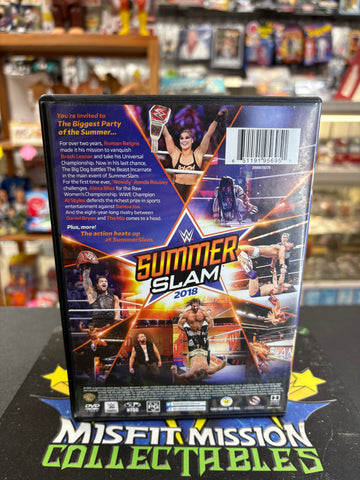 You're Invited to
The Biggest Party
of the Summer...
For over two years, Roman Reigns
made it his mission to vanquish
Brock Lesnar and take his Universal
Championship. Now in his last chance,
The Big Dog battles The Beast Incarnate
in the main event of SummerSlam.
For the first time ever, "Rowdy" Ronda Rousey
challenges Alexa Bliss for the Raw
Women's Championship. WWE Champion
AJ Styles defends the richest prize in sports
entertainment against Samoa Joe.
And the eight-year-long rivalry between
Daniel Bryan and The Miz comes to a head.
Plus, more!
The action heats up
at SummerSlam.
SUMMER
SLAM
2018
DVD
MISFIT MISSION
COLLECTABLES